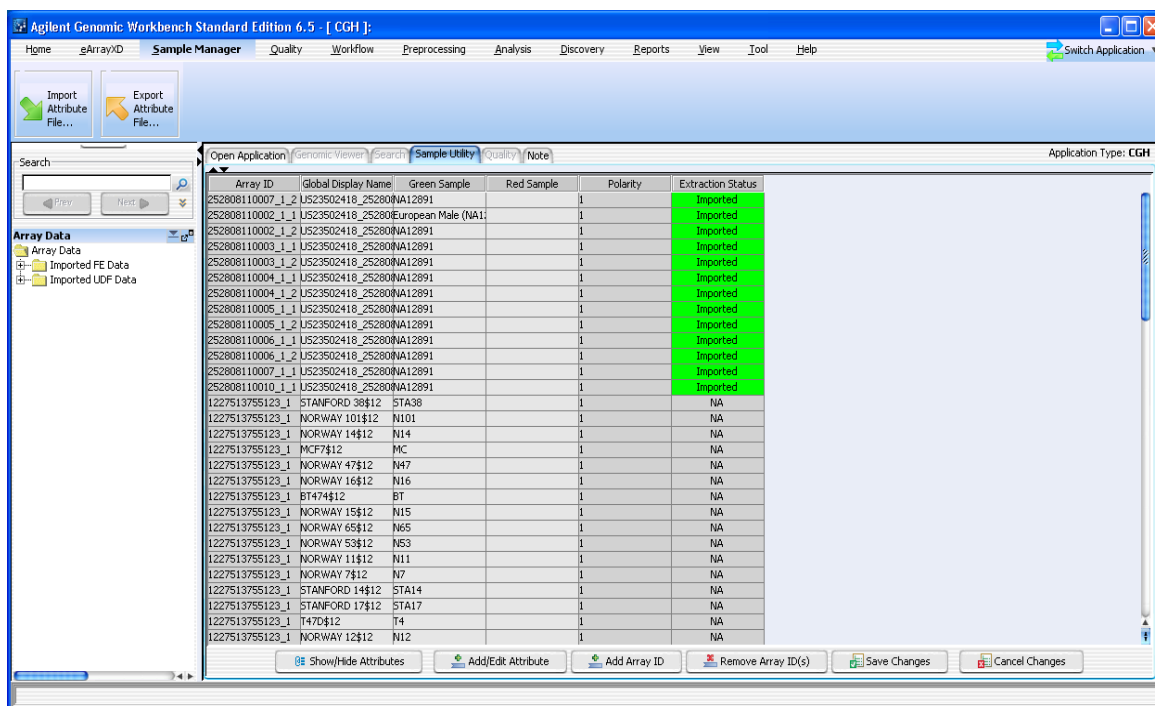 Agilent Genomic Workbench Standard Edition 6.5 - [ CGH ]:
Home eArrayXD Sample Manager Quality Workflow Preprocessing Analysis Discovery Reports View Tool Help Switch Application
Import Attribute File...
Export Attribute File...
Search
Prev Next
Array Data
Array Data
Imported FE Data
Imported UDF Data
Open Application Genomic Viewer Search Sample Utility Quality Note Application Type: CGH
Array ID Global Display Name Green Sample Red Sample Polarity Extraction Status
252808110007_1_2 US23502418_25280 NA12891 1 Imported
252808110002_1_1 US23502418_25280 European Male (NA1 1 Imported
252808110002_1_2 US23502418_25280 NA12891 1 Imported
252808110003_1_1 US23502418_25280 NA12891 1 Imported
252808110003_1_2 US23502418_25280 NA12891 1 Imported
252808110004_1_1 US23502418_25280 NA12891 1 Imported
252808110004_1_2 US23502418_25280 NA12891 1 Imported
252808110005_1_1 US23502418_25280 NA12891 1 Imported
252808110005_1_2 US23502418_25280 NA12891 1 Imported
252808110006_1_1 US23502418_25280 NA12891 1 Imported
252808110006_1_2 US23502418_25280 NA12891 1 Imported
252808110007_1_1 US23502418_25280 NA12891 1 Imported
252808110010_1_1 US23502418_25280 NA12891 1 Imported
1227513755123_1 STANFORD 38$12 STA38 1 NA
1227513755123_1 NORWAY 101$12 N101 1 NA
1227513755123_1 NORWAY 14$12 N14 1 NA
1227513755123_1 MCF7$12 MC 1 NA
1227513755123_1 NORWAY 47$12 N47 1 NA
1227513755123_1 NORWAY 16$12 N16 1 NA
1227513755123_1 BT474$12 BT 1 NA
1227513755123_1 NORWAY 15$12 N15 1 NA
1227513755123_1 NORWAY 65$12 N65 1 NA
1227513755123_1 NORWAY 53$12 N53 1 NA
1227513755123_1 NORWAY 11$12 N11 1 NA
1227513755123_1 NORWAY 7$12 N7 1 NA
1227513755123_1 STANFORD 14$12 STA14 1 NA
1227513755123_1 STANFORD 17$12 STA17 1 NA
1227513755123_1 T47D$12 T4 1 NA
1227513755123_1 NORWAY 12$12 N12 1 NA
Show/Hide Attributes Add/Edit Attribute Add Array ID Remove Array ID(s) Save Changes Cancel Changes